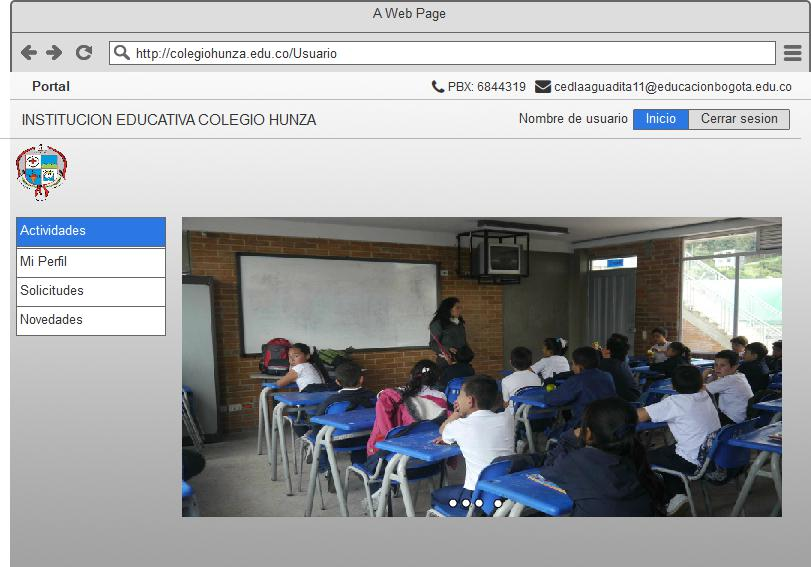 A Web Page
http://colegiohunza.edu.co/Usuario
Portal
PBX: 6844319 cedlaaguadita11@educacionbogota.edu.co
INSTITUCION EDUCATIVA COLEGIO HUNZA
Nombre de usuario Inicio Cerrar sesion
Actividades
Mi Perfil
Solicitudes
Novedades